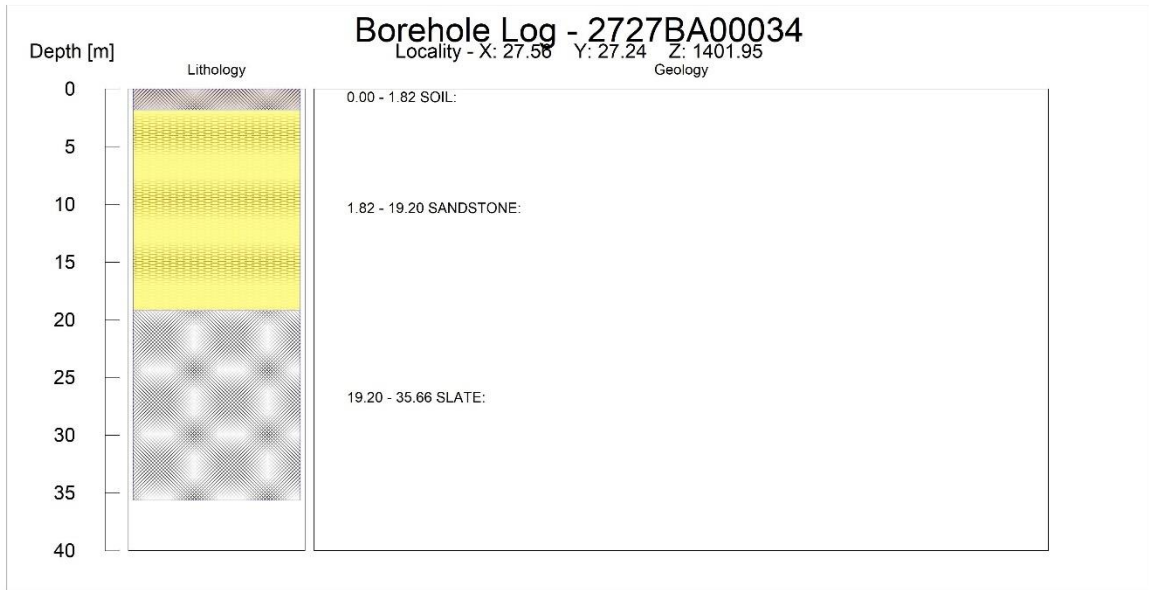 Borehole Log - 2727BA00034
Depth [m]
Locality - X: 27.56 Y: 27.24 Z: 1401.95
Lithology
Geology
0
0.00 - 1.82 SOIL:
5
10
1.82 - 19.20 SANDSTONE:
15
20
25
19.20 - 35.66 SLATE:
30
35
40